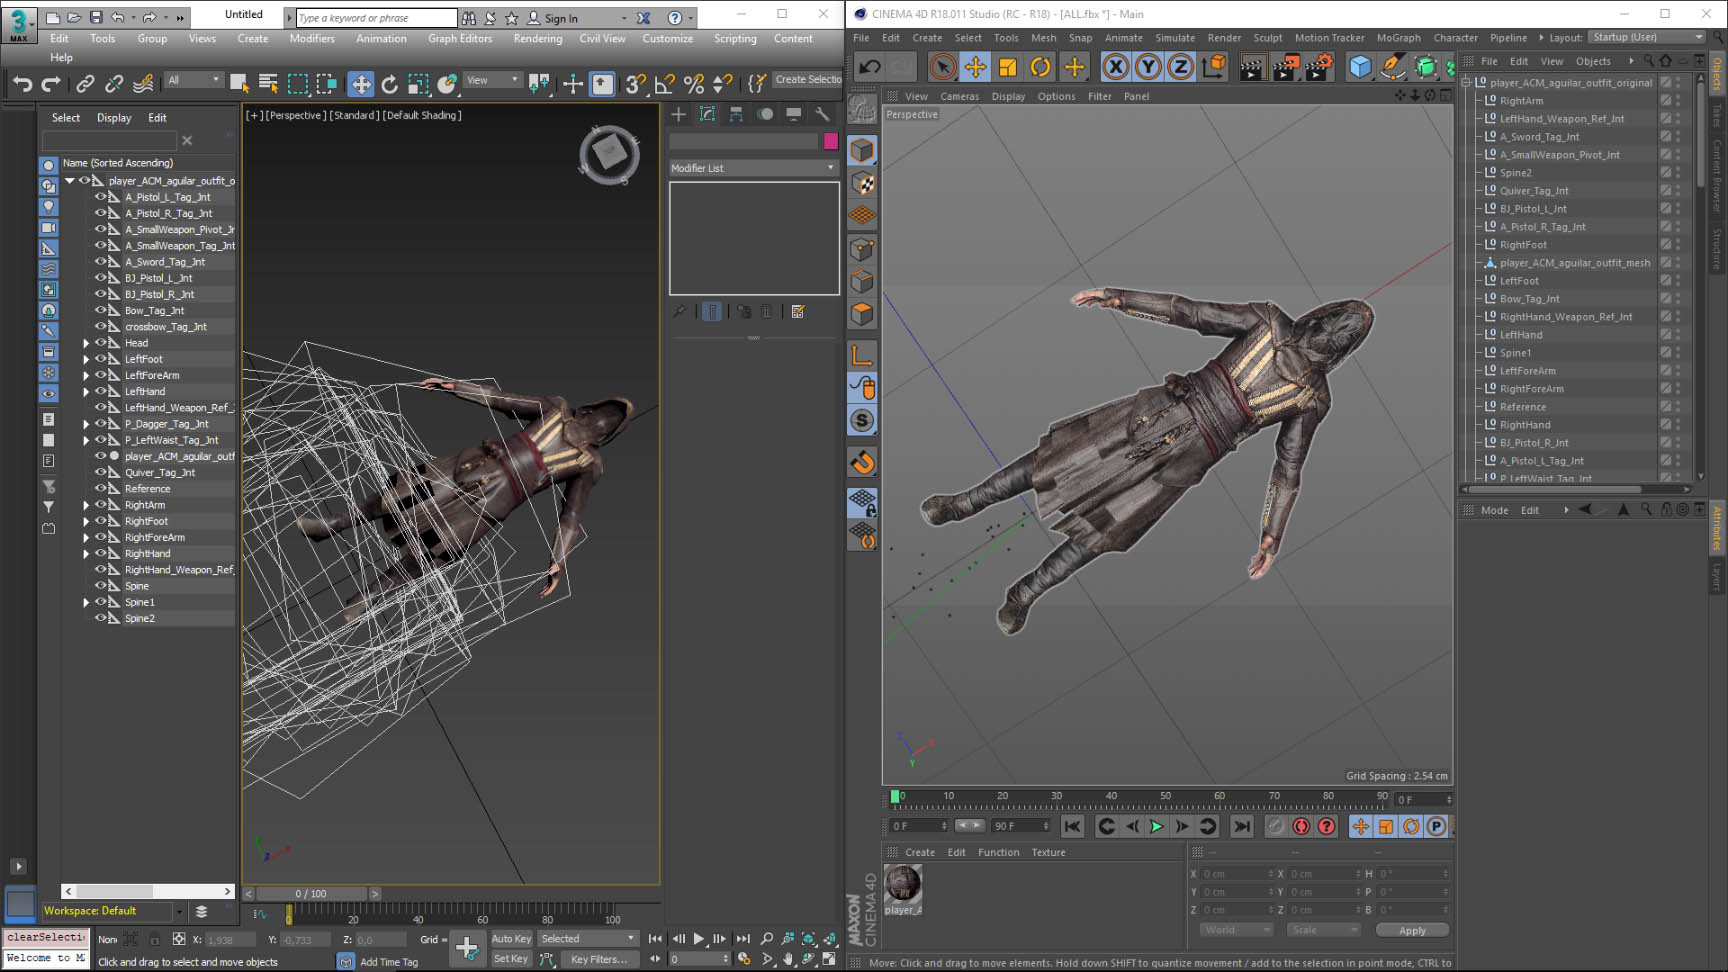 3
MAX
Untitled
Type a keyword or phrase
Sign In
Edit Tools Group Views Create Modifiers Animation Graph Editors Rendering Civil View Customize Scripting Content
Help
All
View
Create Selectio
Select Display Edit
Name (Sorted Ascending)
player_ACM_aguilar_outfit_o
A_Pistol_L_Tag_Jnt
A_Pistol_R_Tag_Jnt
A_SmallWeapon_Pivot_Jr
A_SmallWeapon_Tag_Jnt
A_Sword_Tag_Jnt
BJ_Pistol_L_Jnt
BJ_Pistol_R_Jnt
Bow_Tag_Jnt
crossbow_Tag_Jnt
Head
LeftFoot
LeftForeArm
LeftHand
LeftHand_Weapon_Ref_
P_Dagger_Tag_Jnt
P_LeftWaist_Tag_Jnt
player_ACM_aguilar_outf
Quiver_Tag_Jnt
Reference
RightArm
RightFoot
RightForeArm
RightHand
RightHand_Weapon_Ref_
Spine
Spine1
Spine2
[+] [Perspective] [Standard] [Default Shading]
Modifier List
Workspace: Default
0 / 100
0 20 40 60 80 100
clearSelecti
Welcome to M
None
X: 1,938 Y: -0,733 Z: 0,0 Grid =
Click and drag to select and move objects
Add Time Tag
Auto Key Selected
Set Key Key Filters...
0
CINEMA 4D R18.011 Studio (RC - R18) - [ALL.fbx *] - Main
File Edit Create Select Tools Mesh Snap Animate Simulate Render Sculpt Motion Tracker MoGraph Character Pipeline Layout: Startup (User)
X Y Z
View Cameras Display Options Filter Panel
Perspective
Grid Spacing : 2.54 cm
0 10 20 30 40 50 60 70 80 90 0 F
0 F 90 F
Create Edit Function Texture
player_A
MAXON
CINEMA 4D
-- -- --
X 0 cm X 0 cm H 0 °
Y 0 cm Y 0 cm P 0 °
Z 0 cm Z 0 cm B 0 °
World Scale Apply
Move: Click and drag to move elements. Hold down SHIFT to quantize movement / add to the selection in point mode, CTRL to
File Edit View Objects
player_ACM_aguilar_outfit_original
RightArm
LeftHand_Weapon_Ref_Jnt
A_Sword_Tag_Jnt
A_SmallWeapon_Pivot_Jnt
Spine2
Quiver_Tag_Jnt
BJ_Pistol_L_Jnt
A_Pistol_R_Tag_Jnt
RightFoot
player_ACM_aguilar_outfit_mesh
LeftFoot
Bow_Tag_Jnt
RightHand_Weapon_Ref_Jnt
LeftHand
Spine1
LeftForeArm
RightForeArm
Reference
RightHand
BJ_Pistol_R_Jnt
A_Pistol_L_Tag_Jnt
P_LeftWaist_Tag_Jnt
Mode Edit
Objects
Takes
Content Browser
Structure
Attributes
Layers